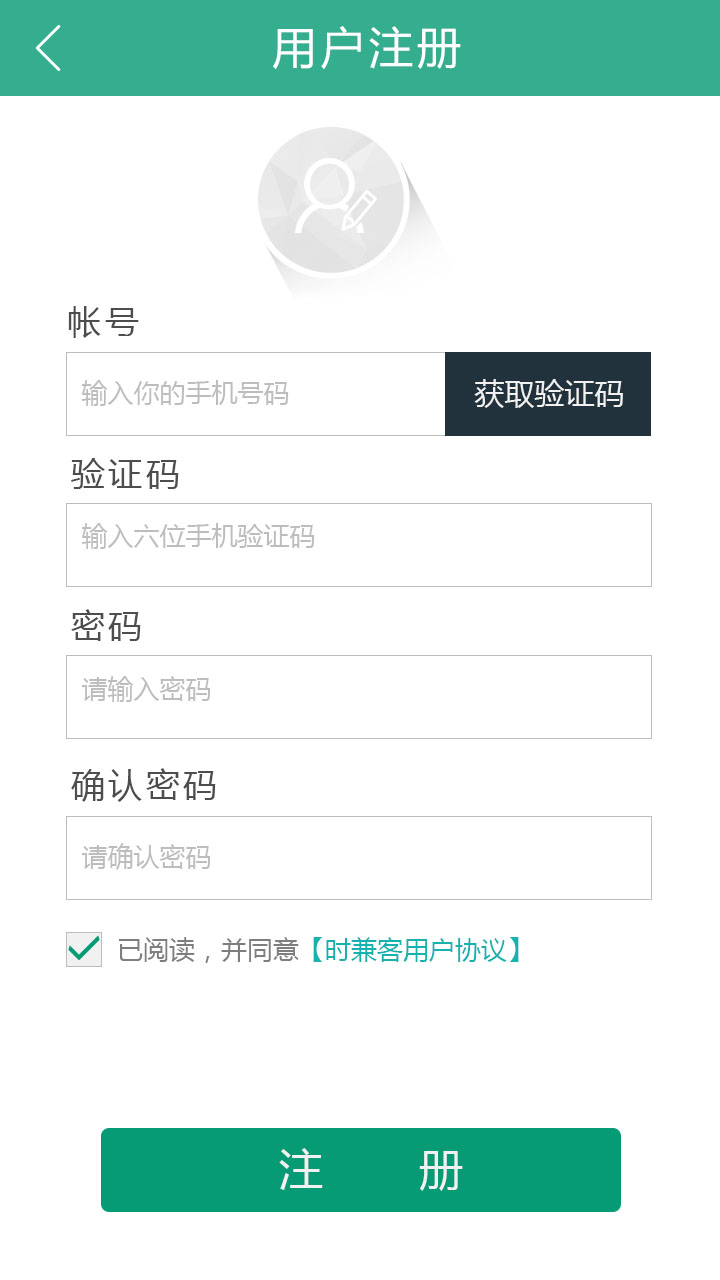 用户注册
帐号
输入你的手机号码
获取验证码
验证码
输入六位手机验证码
密码
请输入密码
确认密码
请确认密码
已阅读，并同意【时兼客用户协议】
注 册